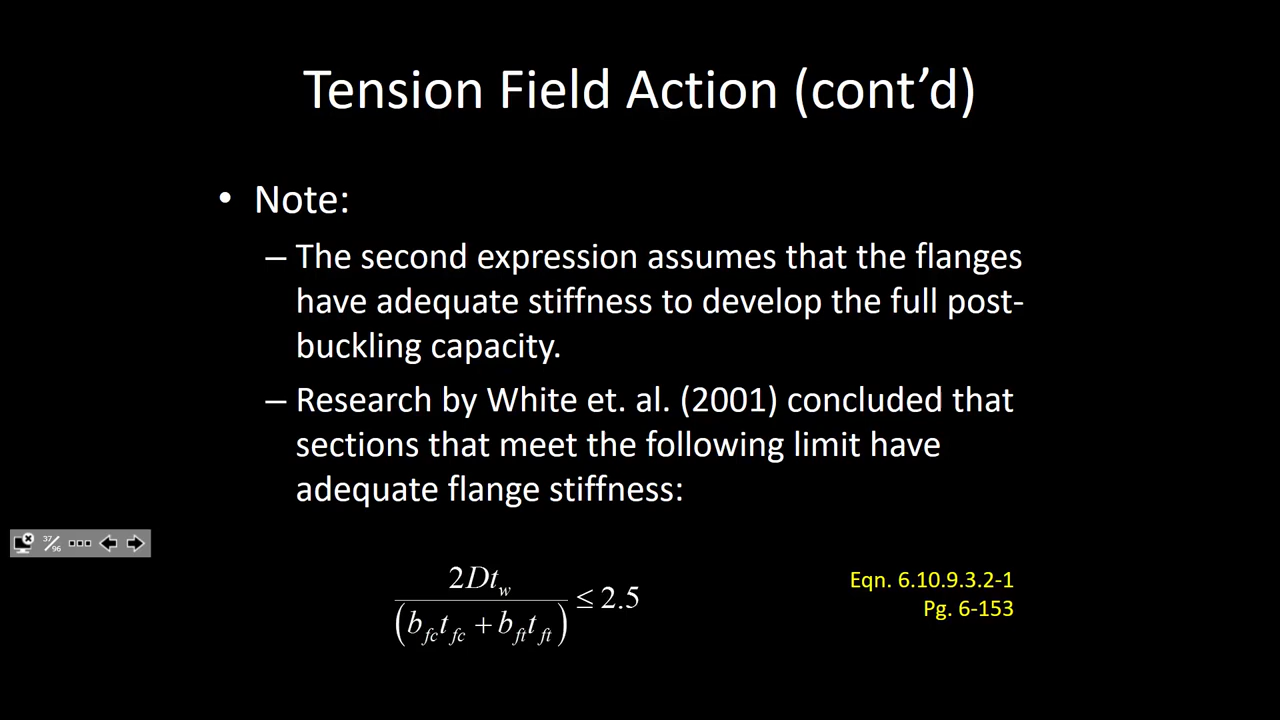 Tension Field Action (cont’d)
• Note:
– The second expression assumes that the flanges
have adequate stiffness to develop the full post-
buckling capacity.
– Research by White et. al. (2001) concluded that
sections that meet the following limit have
adequate flange stiffness:
37/96
2Dt_w / (b_fc t_fc + b_ft t_ft) ≤ 2.5
Eqn. 6.10.9.3.2-1
Pg. 6-153